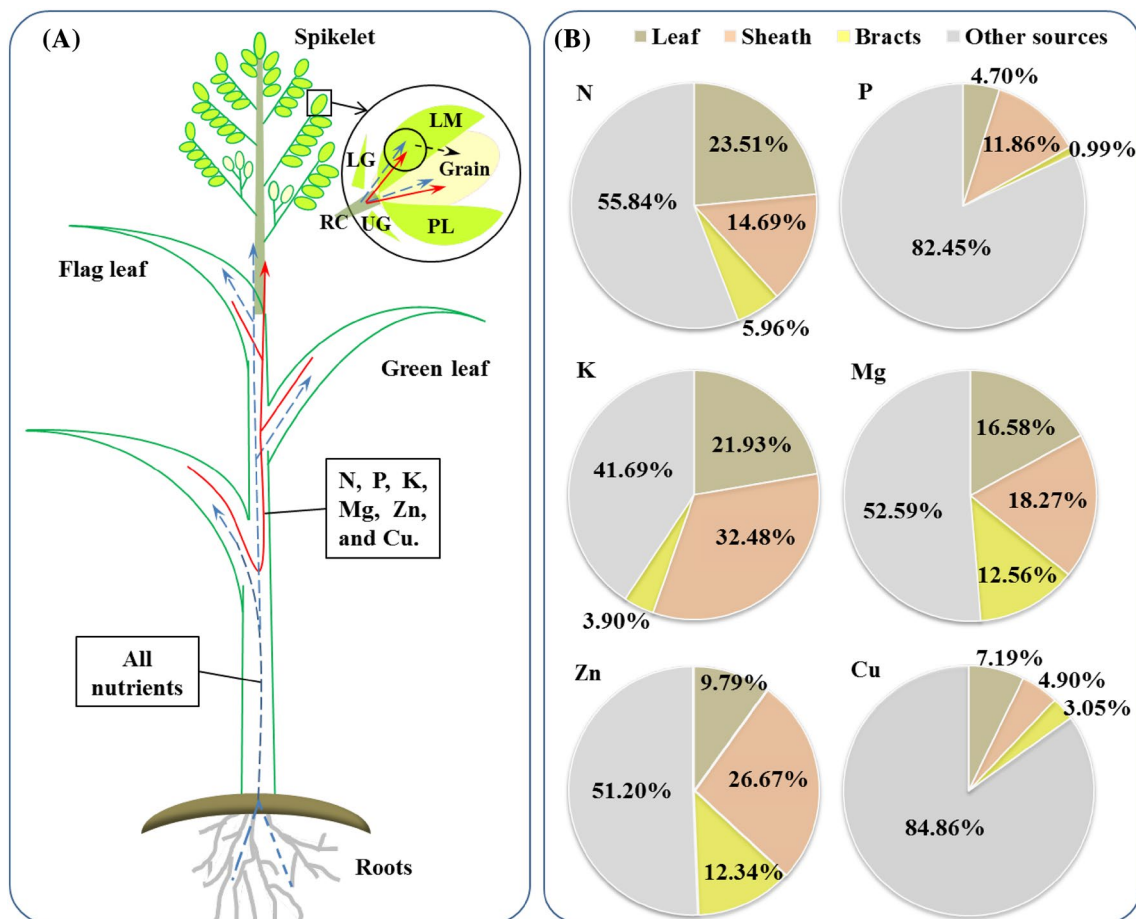 (A)
Spikelet
LM
LG
Grain
RC
UG
PL
Flag leaf
Green leaf
N, P, K,
Mg, Zn,
and Cu.
All
nutrients
Roots
(B)
Leaf
Sheath
Bracts
Other sources
N
23.51%
14.69%
5.96%
55.84%
P
4.70%
11.86%
0.99%
82.45%
K
21.93%
32.48%
3.90%
41.69%
Mg
16.58%
18.27%
12.56%
52.59%
Zn
9.79%
26.67%
12.34%
51.20%
Cu
7.19%
4.90%
3.05%
84.86%